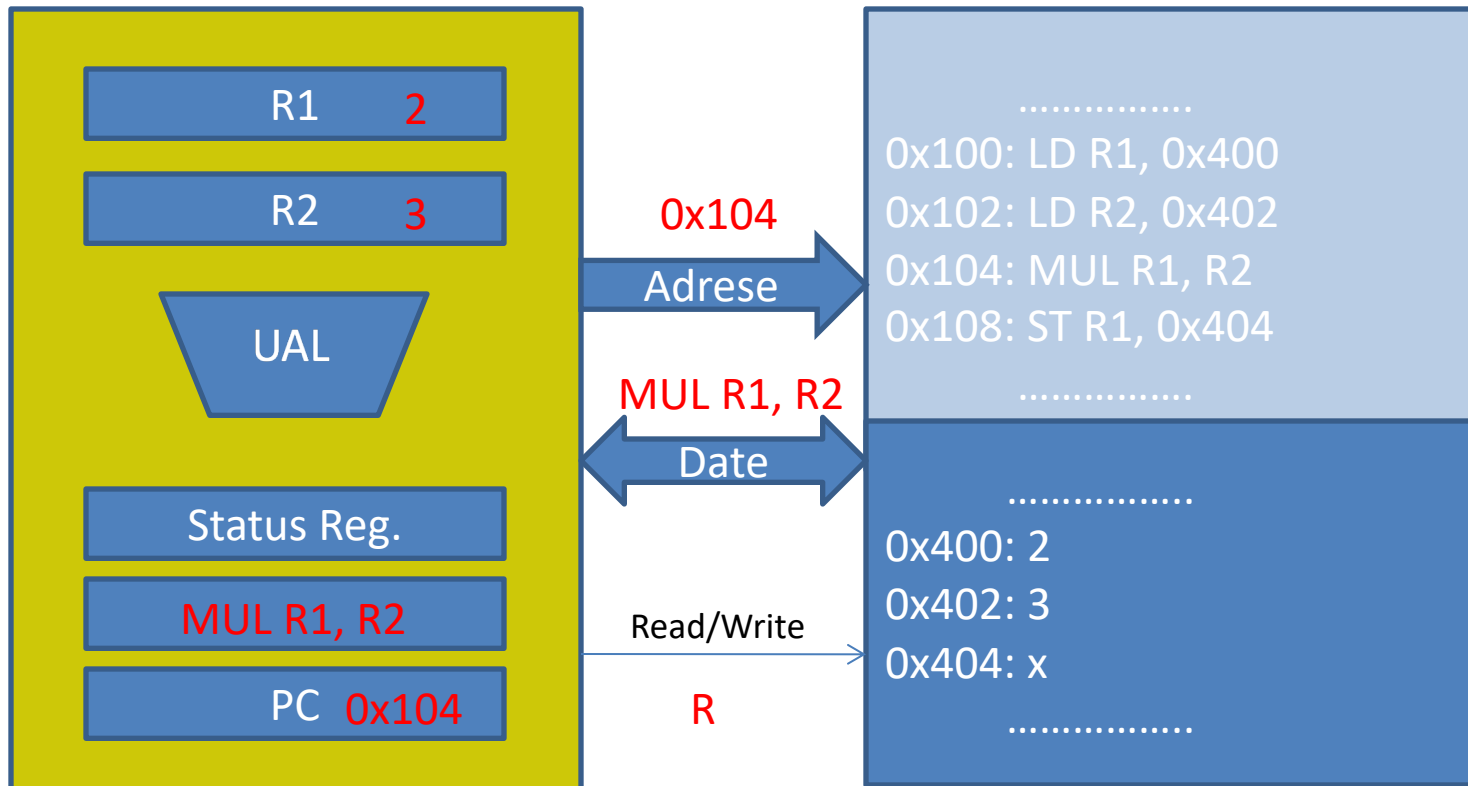 R1 2
R2 3
UAL
Status Reg.
MUL R1, R2
PC 0x104
0x104
Adrese
MUL R1, R2
Date
Read/Write
R
................
0x100: LD R1, 0x400
0x102: LD R2, 0x402
0x104: MUL R1, R2
0x108: ST R1, 0x404
................
.................
0x400: 2
0x402: 3
0x404: x
.................